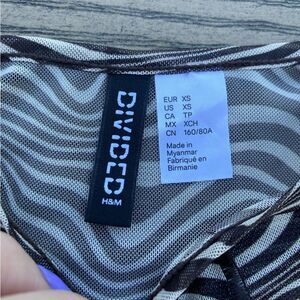 DIVIDED
H&M
EUR XS
US XS
CA TP
MX XCH
CN 160/80A
Made in
Myanmar
Fabriqué en
Birmanie